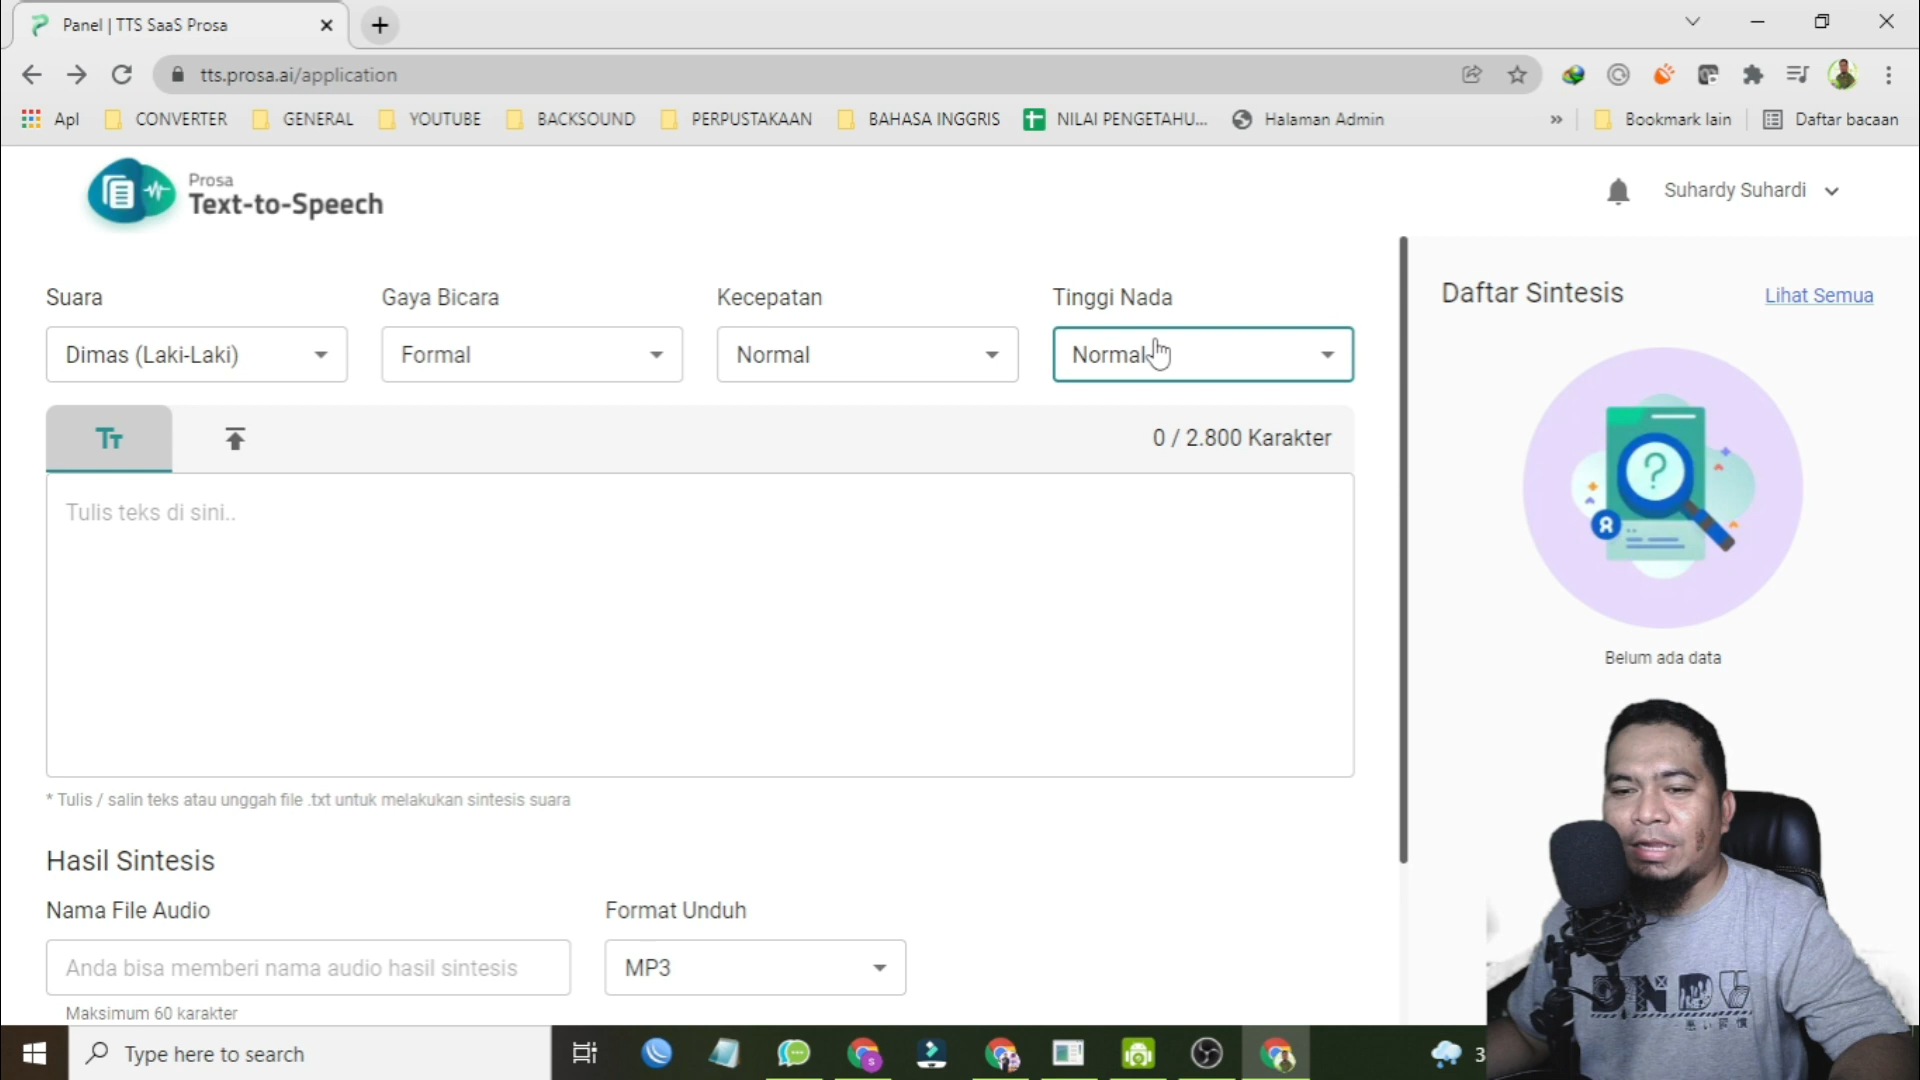 Panel | TTS SaaS Prosa
tts.prosa.ai/application
Apl CONVERTER GENERAL YOUTUBE BACKSOUND PERPUSTAKAAN BAHASA INGGRIS NILAI PENGETAHU... Halaman Admin » Bookmark lain Daftar bacaan
Prosa
Text-to-Speech
Suhardy Suhardi
Suara Gaya Bicara Kecepatan Tinggi Nada
Dimas (Laki-Laki) Formal Normal Normal
0 / 2.800 Karakter
Tulis teks di sini..
* Tulis / salin teks atau unggah file .txt untuk melakukan sintesis suara
Hasil Sintesis
Nama File Audio Format Unduh
Anda bisa memberi nama audio hasil sintesis MP3
Maksimum 60 karakter
Daftar Sintesis Lihat Semua
?
Belum ada data
Type here to search
3